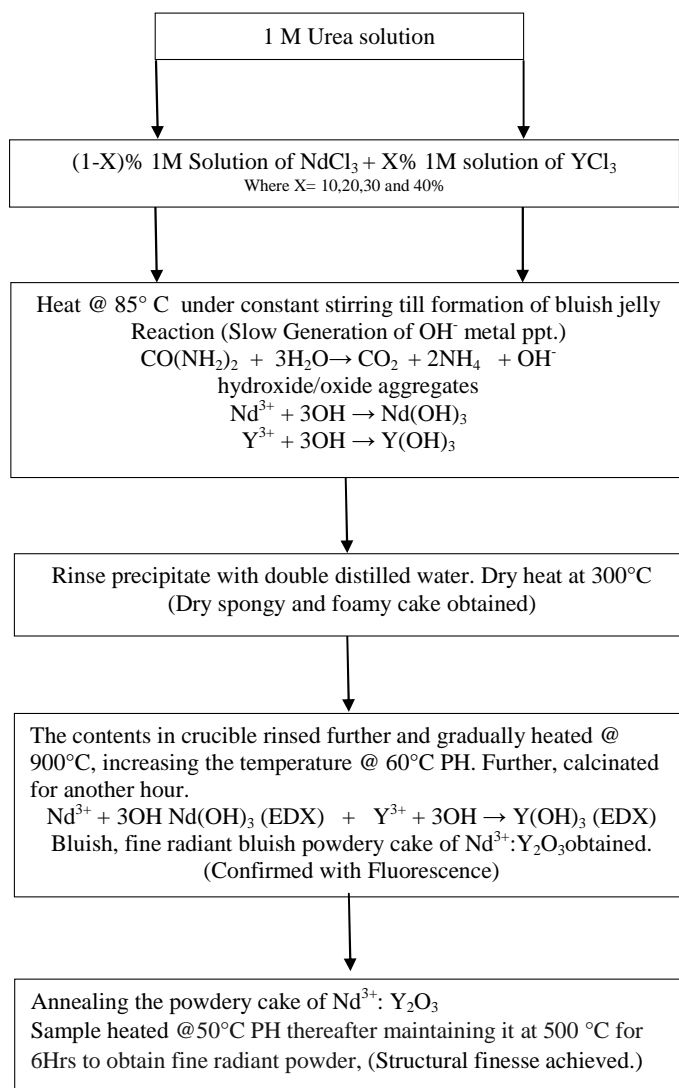 1 M Urea solution
(1-X)% 1M Solution of NdCl₃ + X% 1M solution of YCl₃
Where X= 10,20,30 and 40%
Heat @ 85° C under constant stirring till formation of bluish jelly
Reaction (Slow Generation of OH⁻ metal ppt.)
CO(NH₂)₂ + 3H₂O→ CO₂ + 2NH₄ + OH⁻
hydroxide/oxide aggregates
Nd³⁺ + 3OH → Nd(OH)₃
Y³⁺ + 3OH → Y(OH)₃
Rinse precipitate with double distilled water. Dry heat at 300°C
(Dry spongy and foamy cake obtained)
The contents in crucible rinsed further and gradually heated @
900°C, increasing the temperature @ 60°C PH. Further, calcinated
for another hour.
Nd³⁺ + 3OH Nd(OH)₃ (EDX) + Y³⁺ + 3OH → Y(OH)₃ (EDX)
Bluish, fine radiant bluish powdery cake of Nd³⁺:Y₂O₃obtained.
(Confirmed with Fluorescence)
Annealing the powdery cake of Nd³⁺: Y₂O₃
Sample heated @50°C PH thereafter maintaining it at 500 °C for
6Hrs to obtain fine radiant powder, (Structural finesse achieved.)